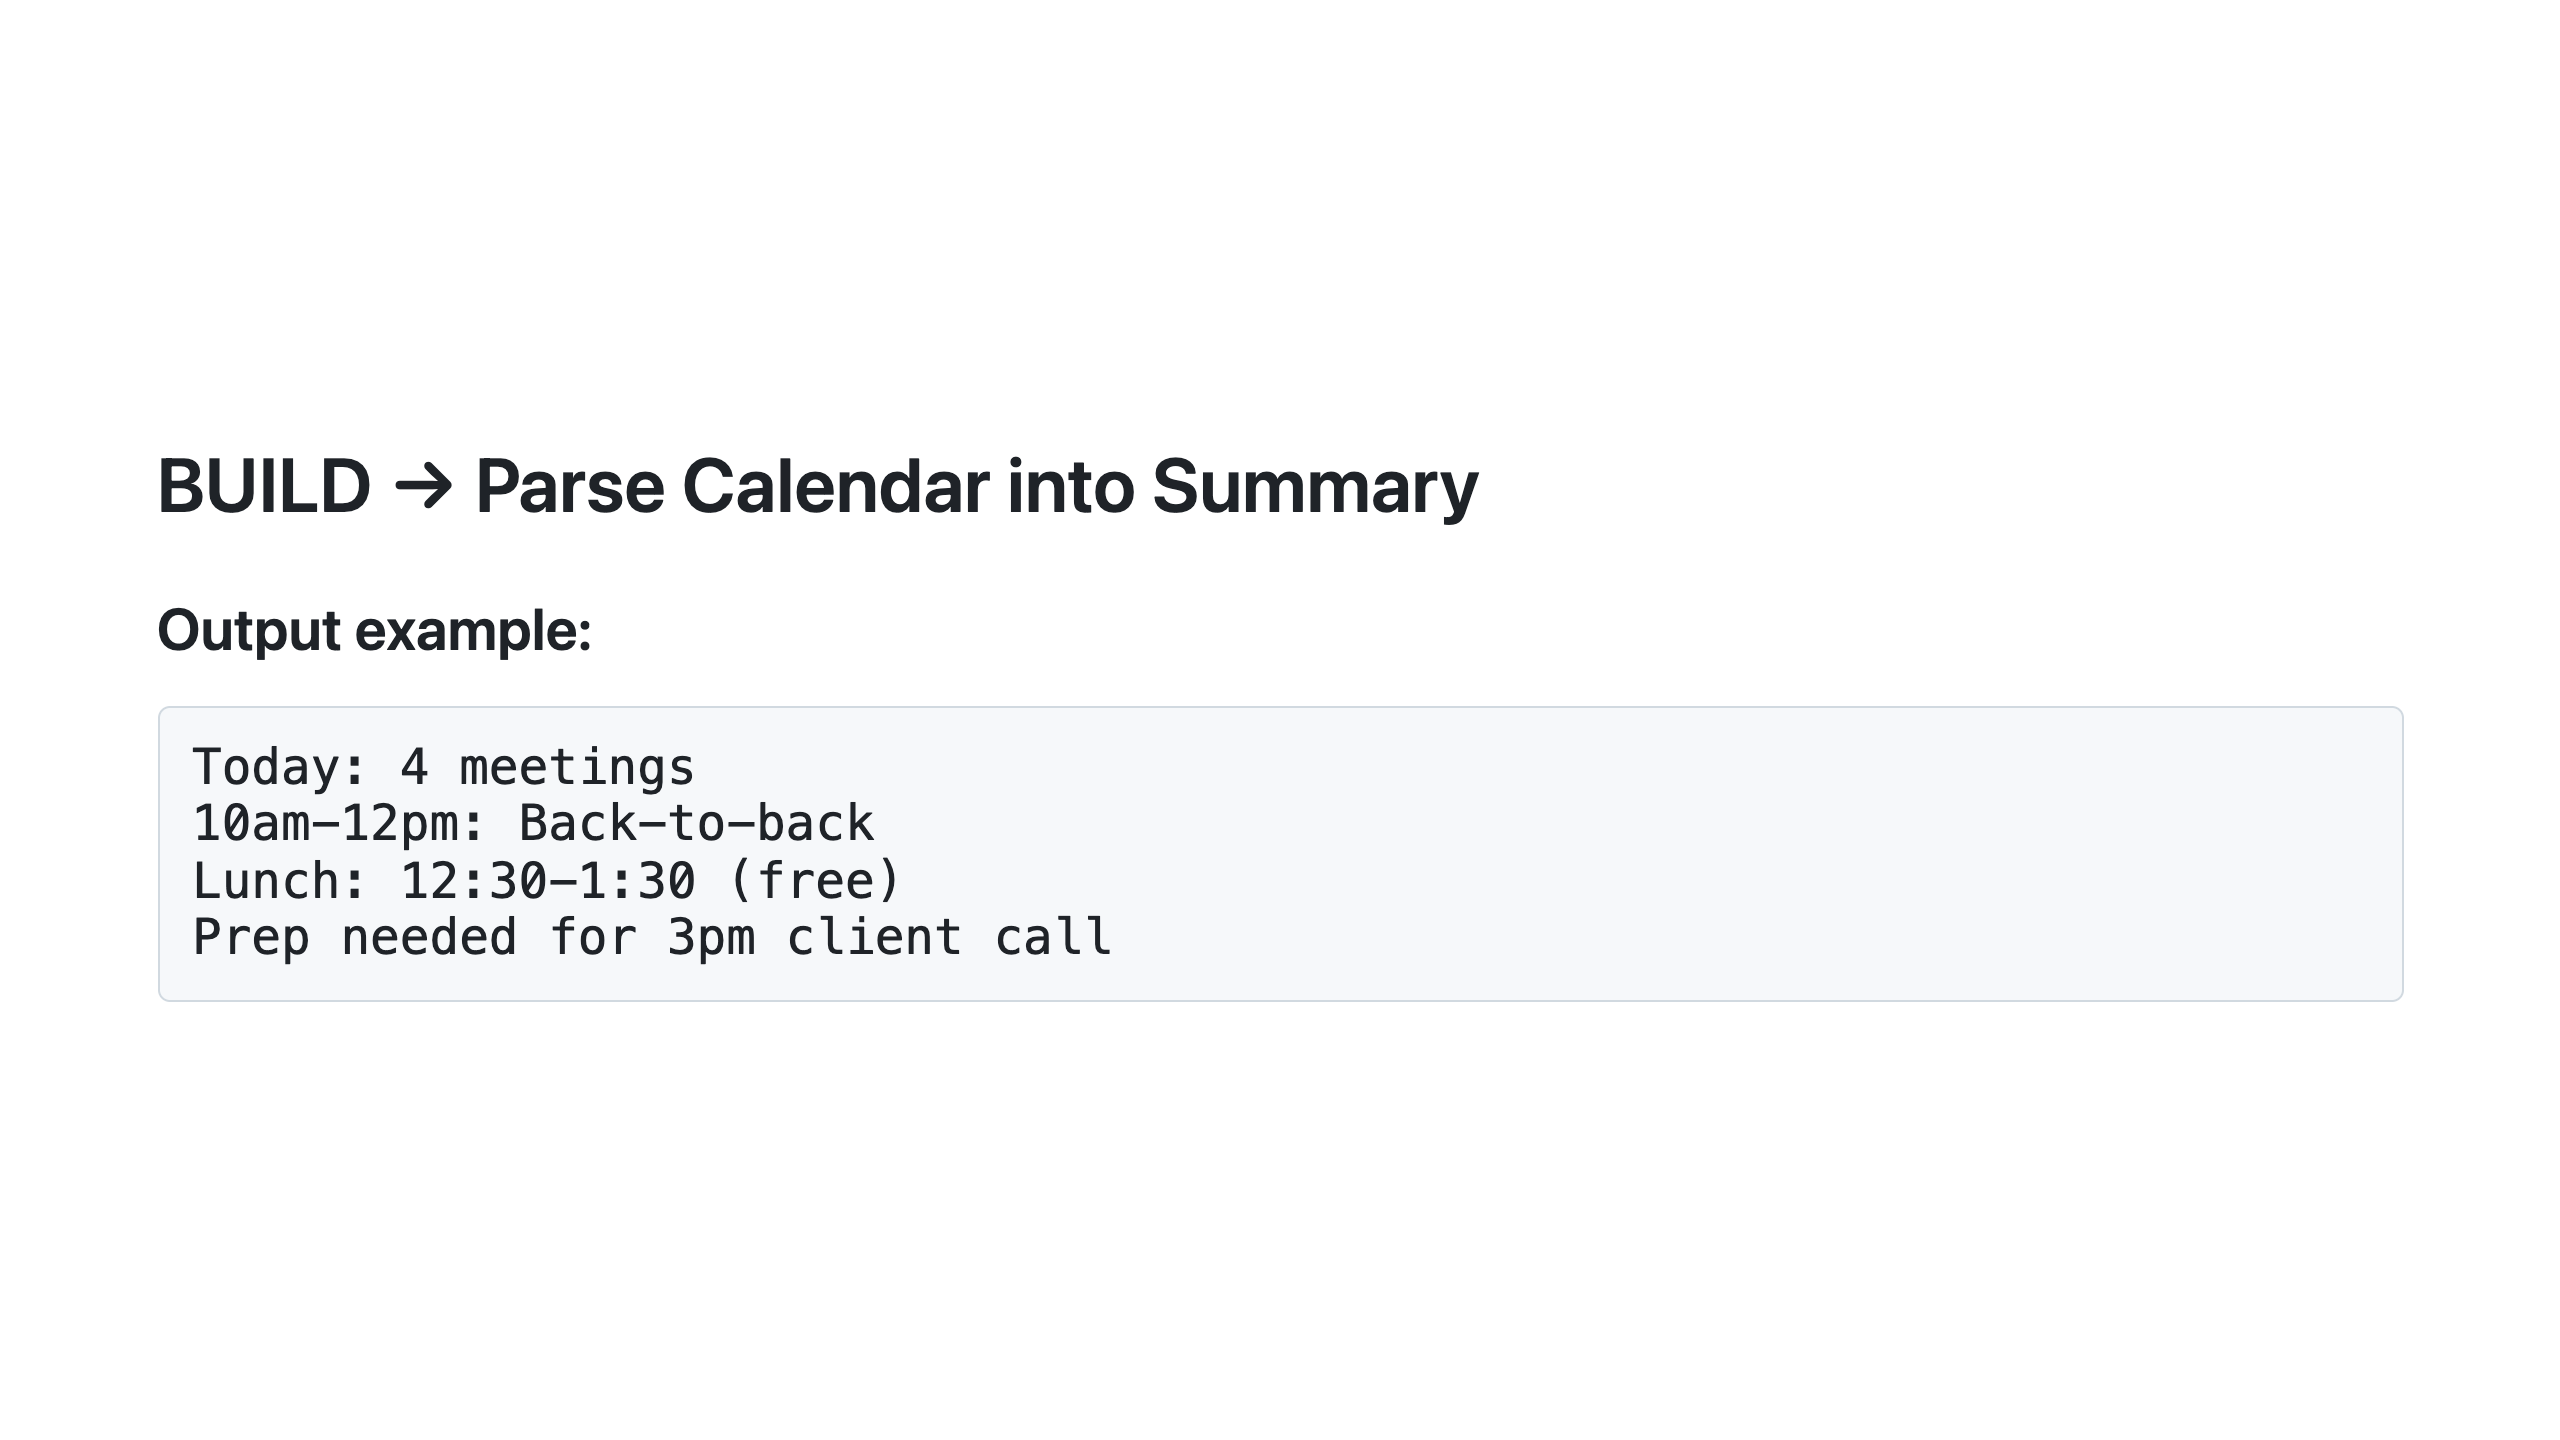 BUILD → Parse Calendar into Summary
Output example:
Today: 4 meetings
10am-12pm: Back-to-back
Lunch: 12:30-1:30 (free)
Prep needed for 3pm client call